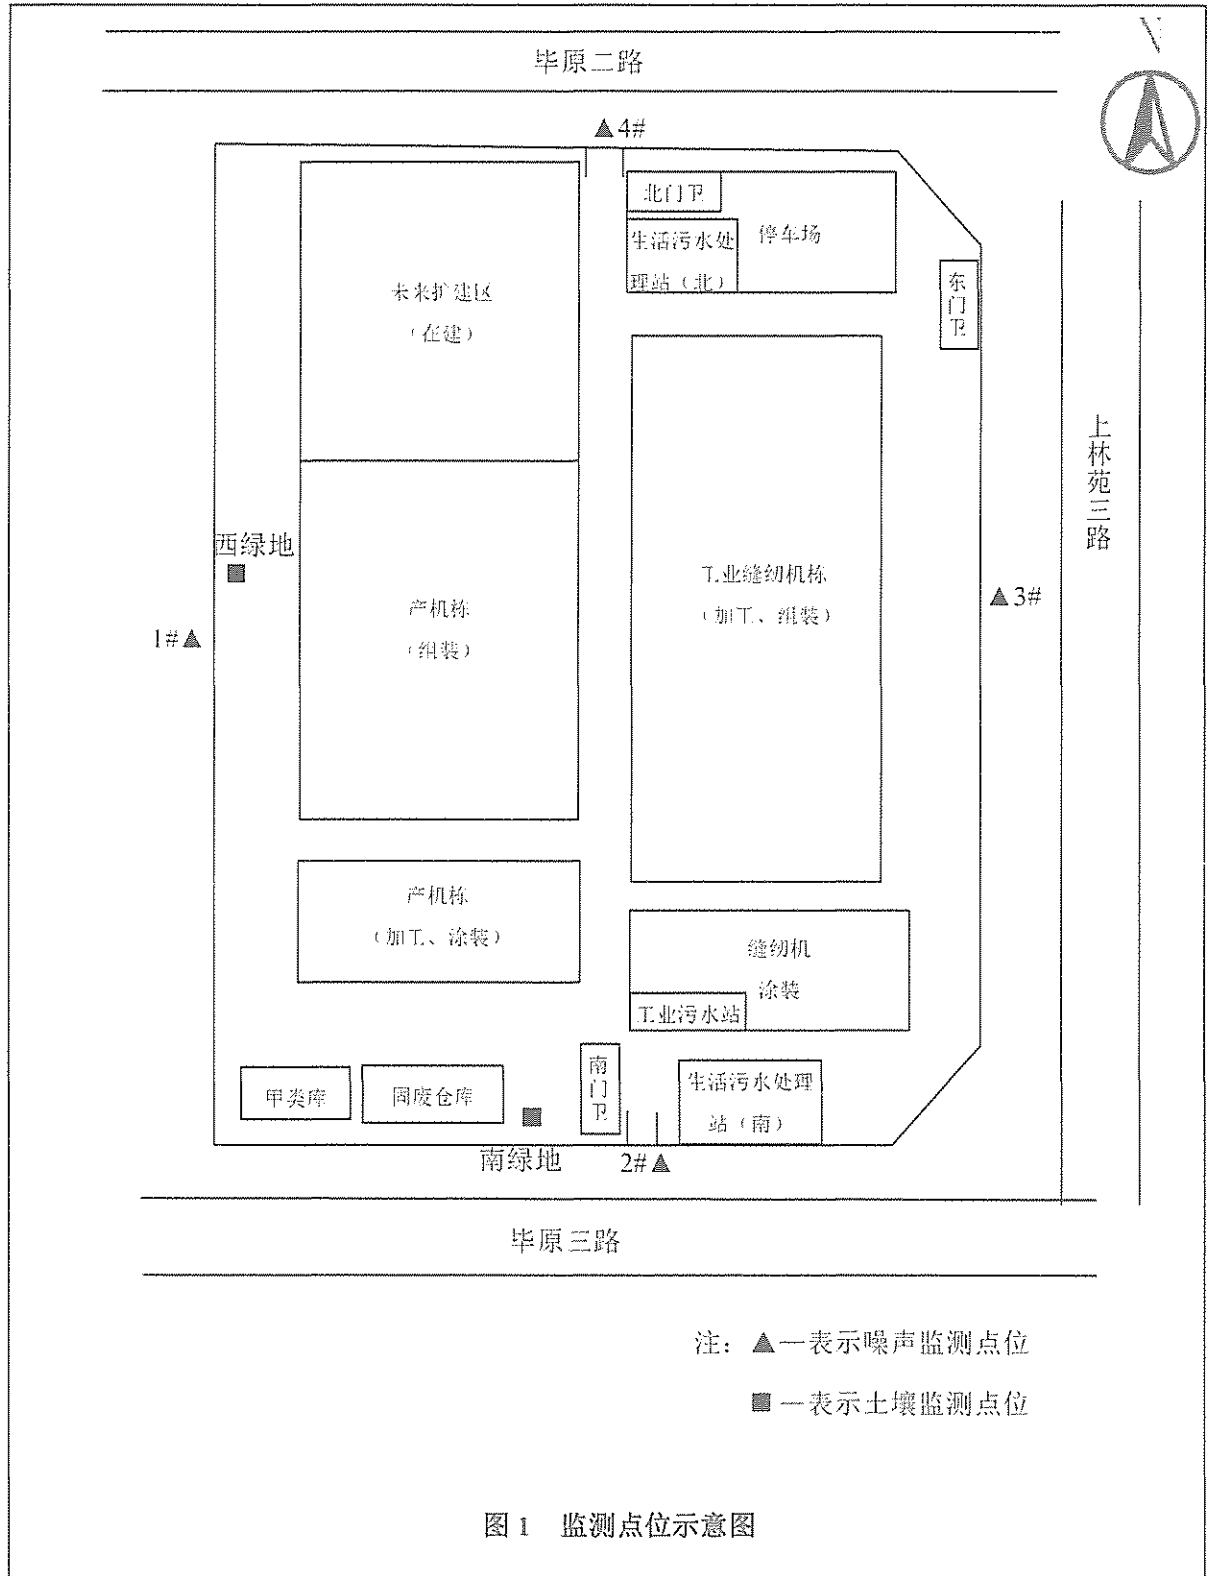 毕原二路
▲4#
北门卫
生活污水处
理站（北）
停车场
东
门
卫
未来扩建区
（在建）
上
林
苑
三
路
西绿地
工业缝纫机栋
（加工、组装）
▲3#
产机栋
（组装）
1#▲
产机栋
（加工、涂装）
缝纫机
涂装
工业污水站
南
门
卫
甲类库
固废仓库
生活污水处理
站（南）
南绿地
2#▲
毕原三路
注：▲—表示噪声监测点位
■—表示土壤监测点位
图 1 监测点位示意图